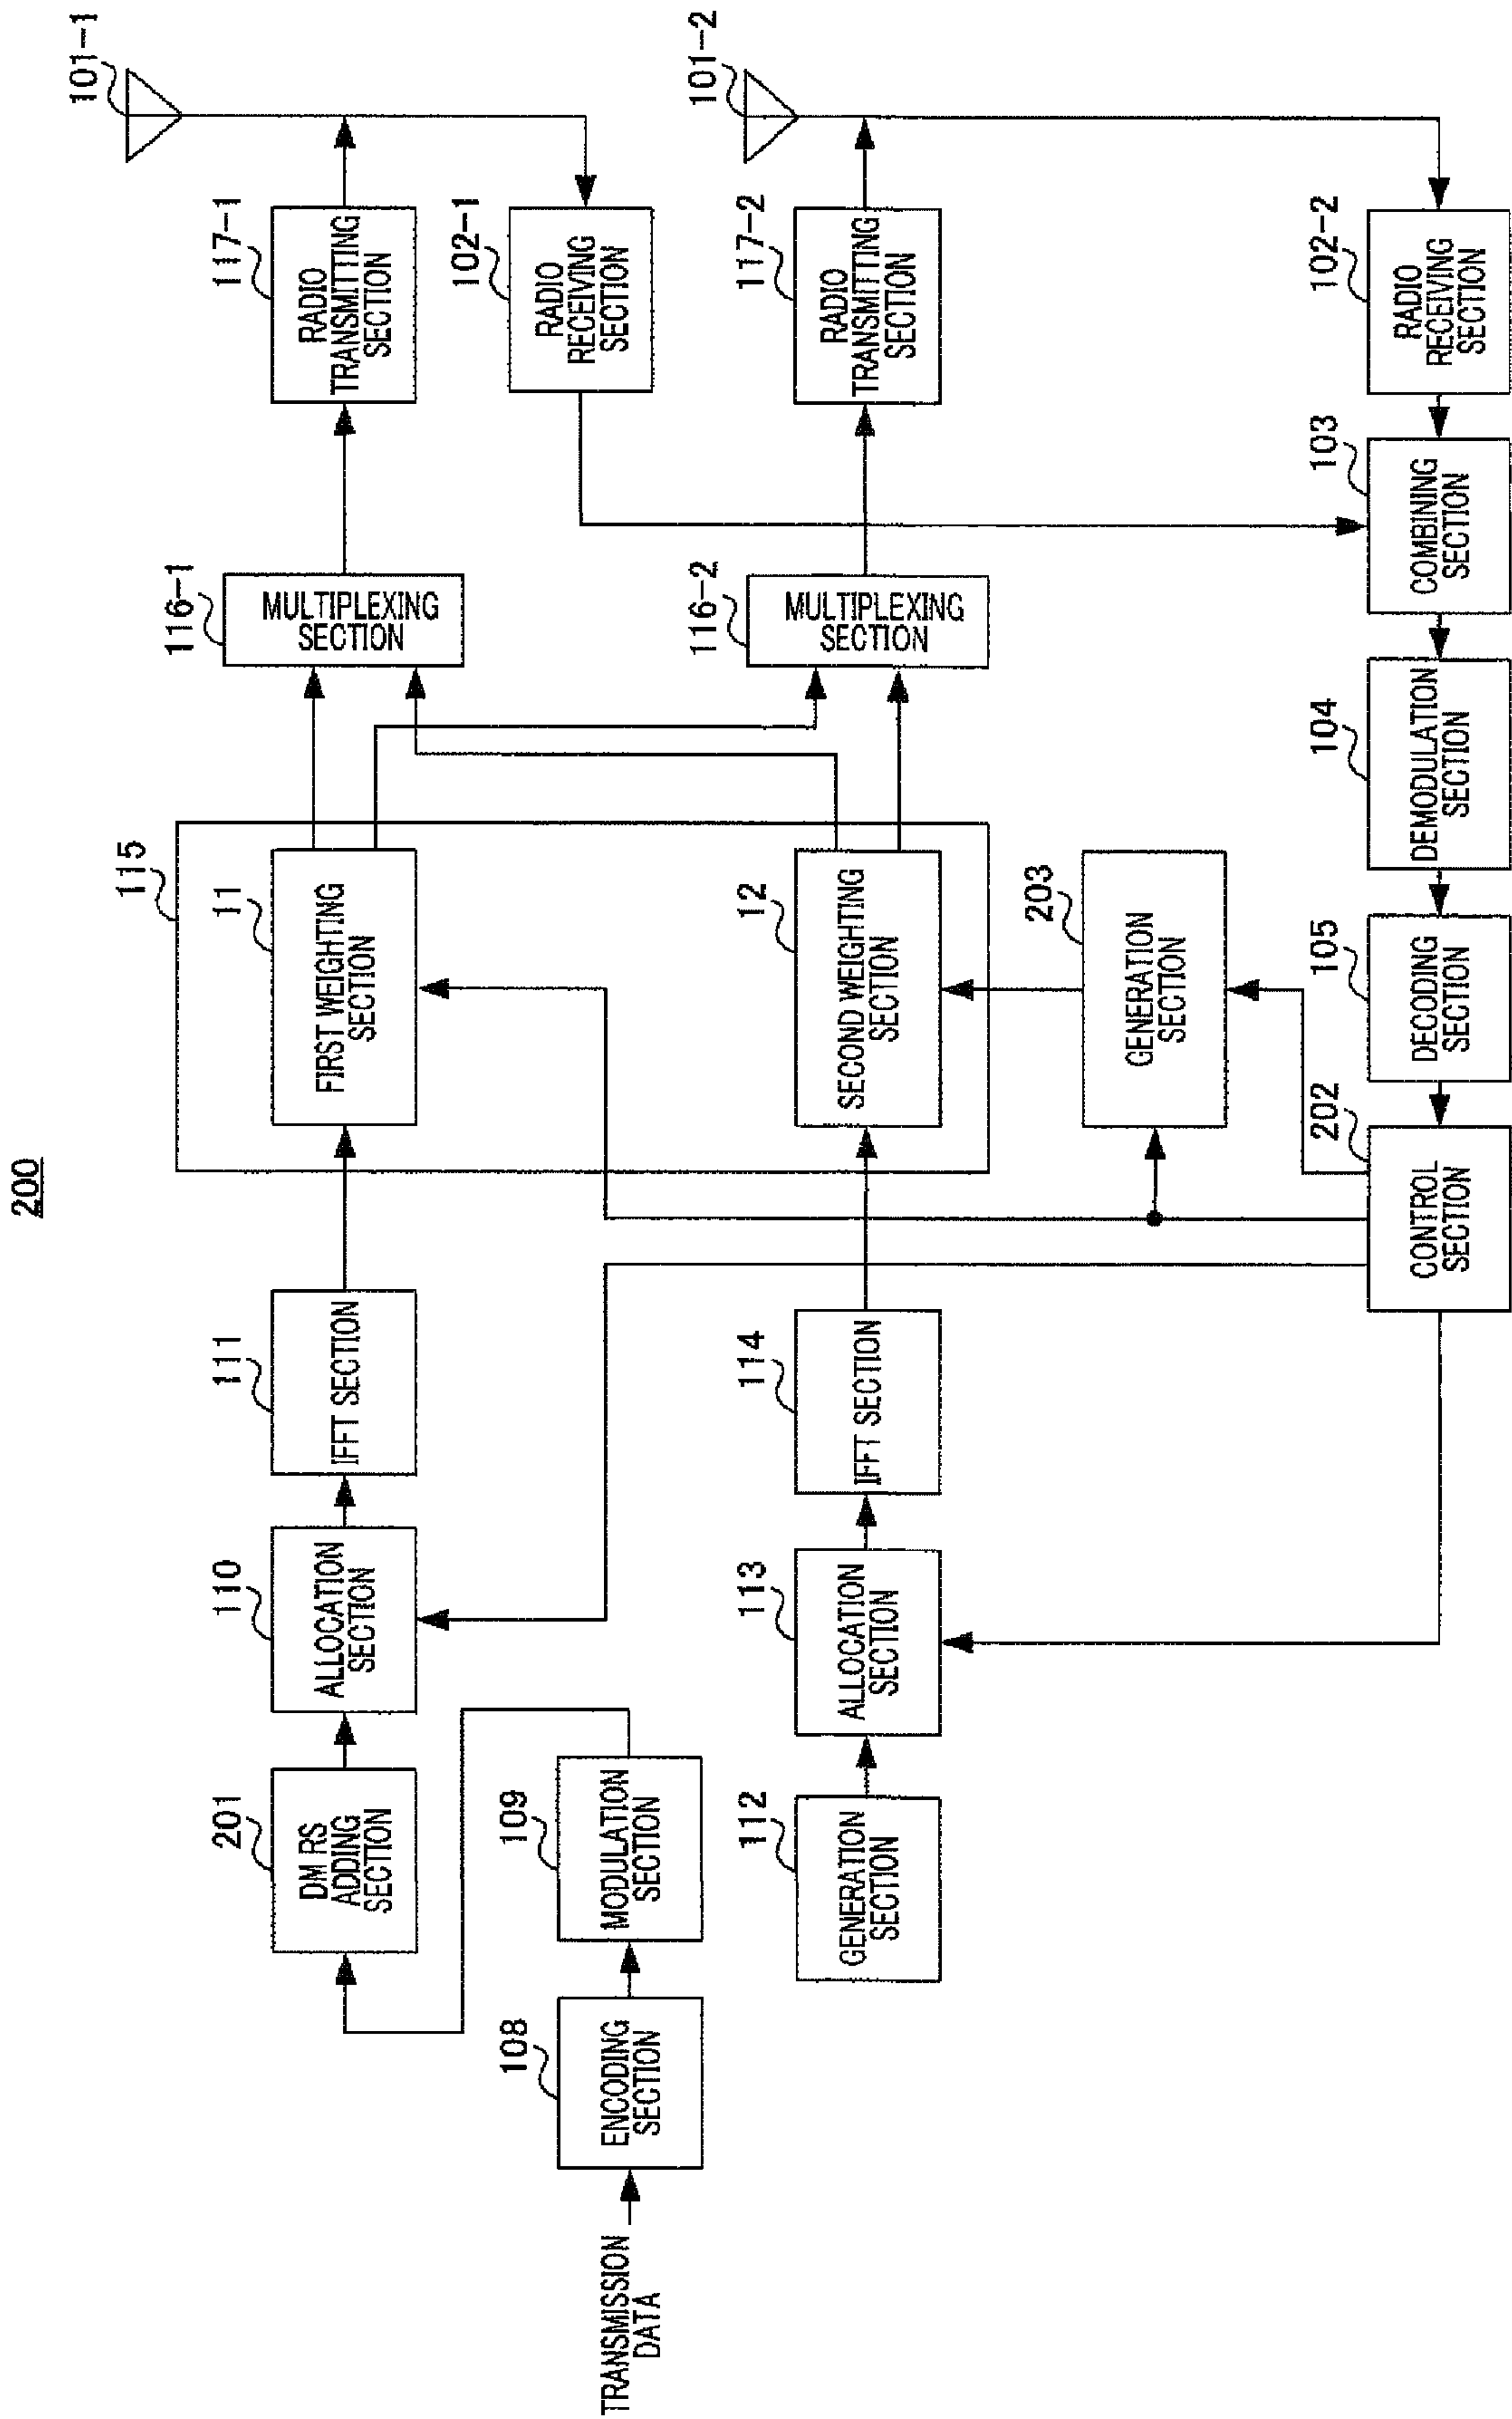 200
101-1
117-1
RADIO
TRANSMITTING
SECTION
102-1
RADIO
RECEIVING
SECTION
116-1
MULTIPLEXING
SECTION
115
11
FIRST WEIGHTING
SECTION
111
IFFT SECTION
110
ALLOCATION
SECTION
201
DM RS
ADDING
SECTION
109
MODULATION
SECTION
108
ENCODING
SECTION
TRANSMISSION
DATA
101-2
117-2
RADIO
TRANSMITTING
SECTION
116-2
MULTIPLEXING
SECTION
12
SECOND WEIGHTING
SECTION
114
IFFT SECTION
113
ALLOCATION
SECTION
112
GENERATION
SECTION
203
GENERATION
SECTION
102-2
RADIO
RECEIVING
SECTION
103
COMBINING
SECTION
104
DEMODULATION
SECTION
105
DECODING
SECTION
202
CONTROL
SECTION